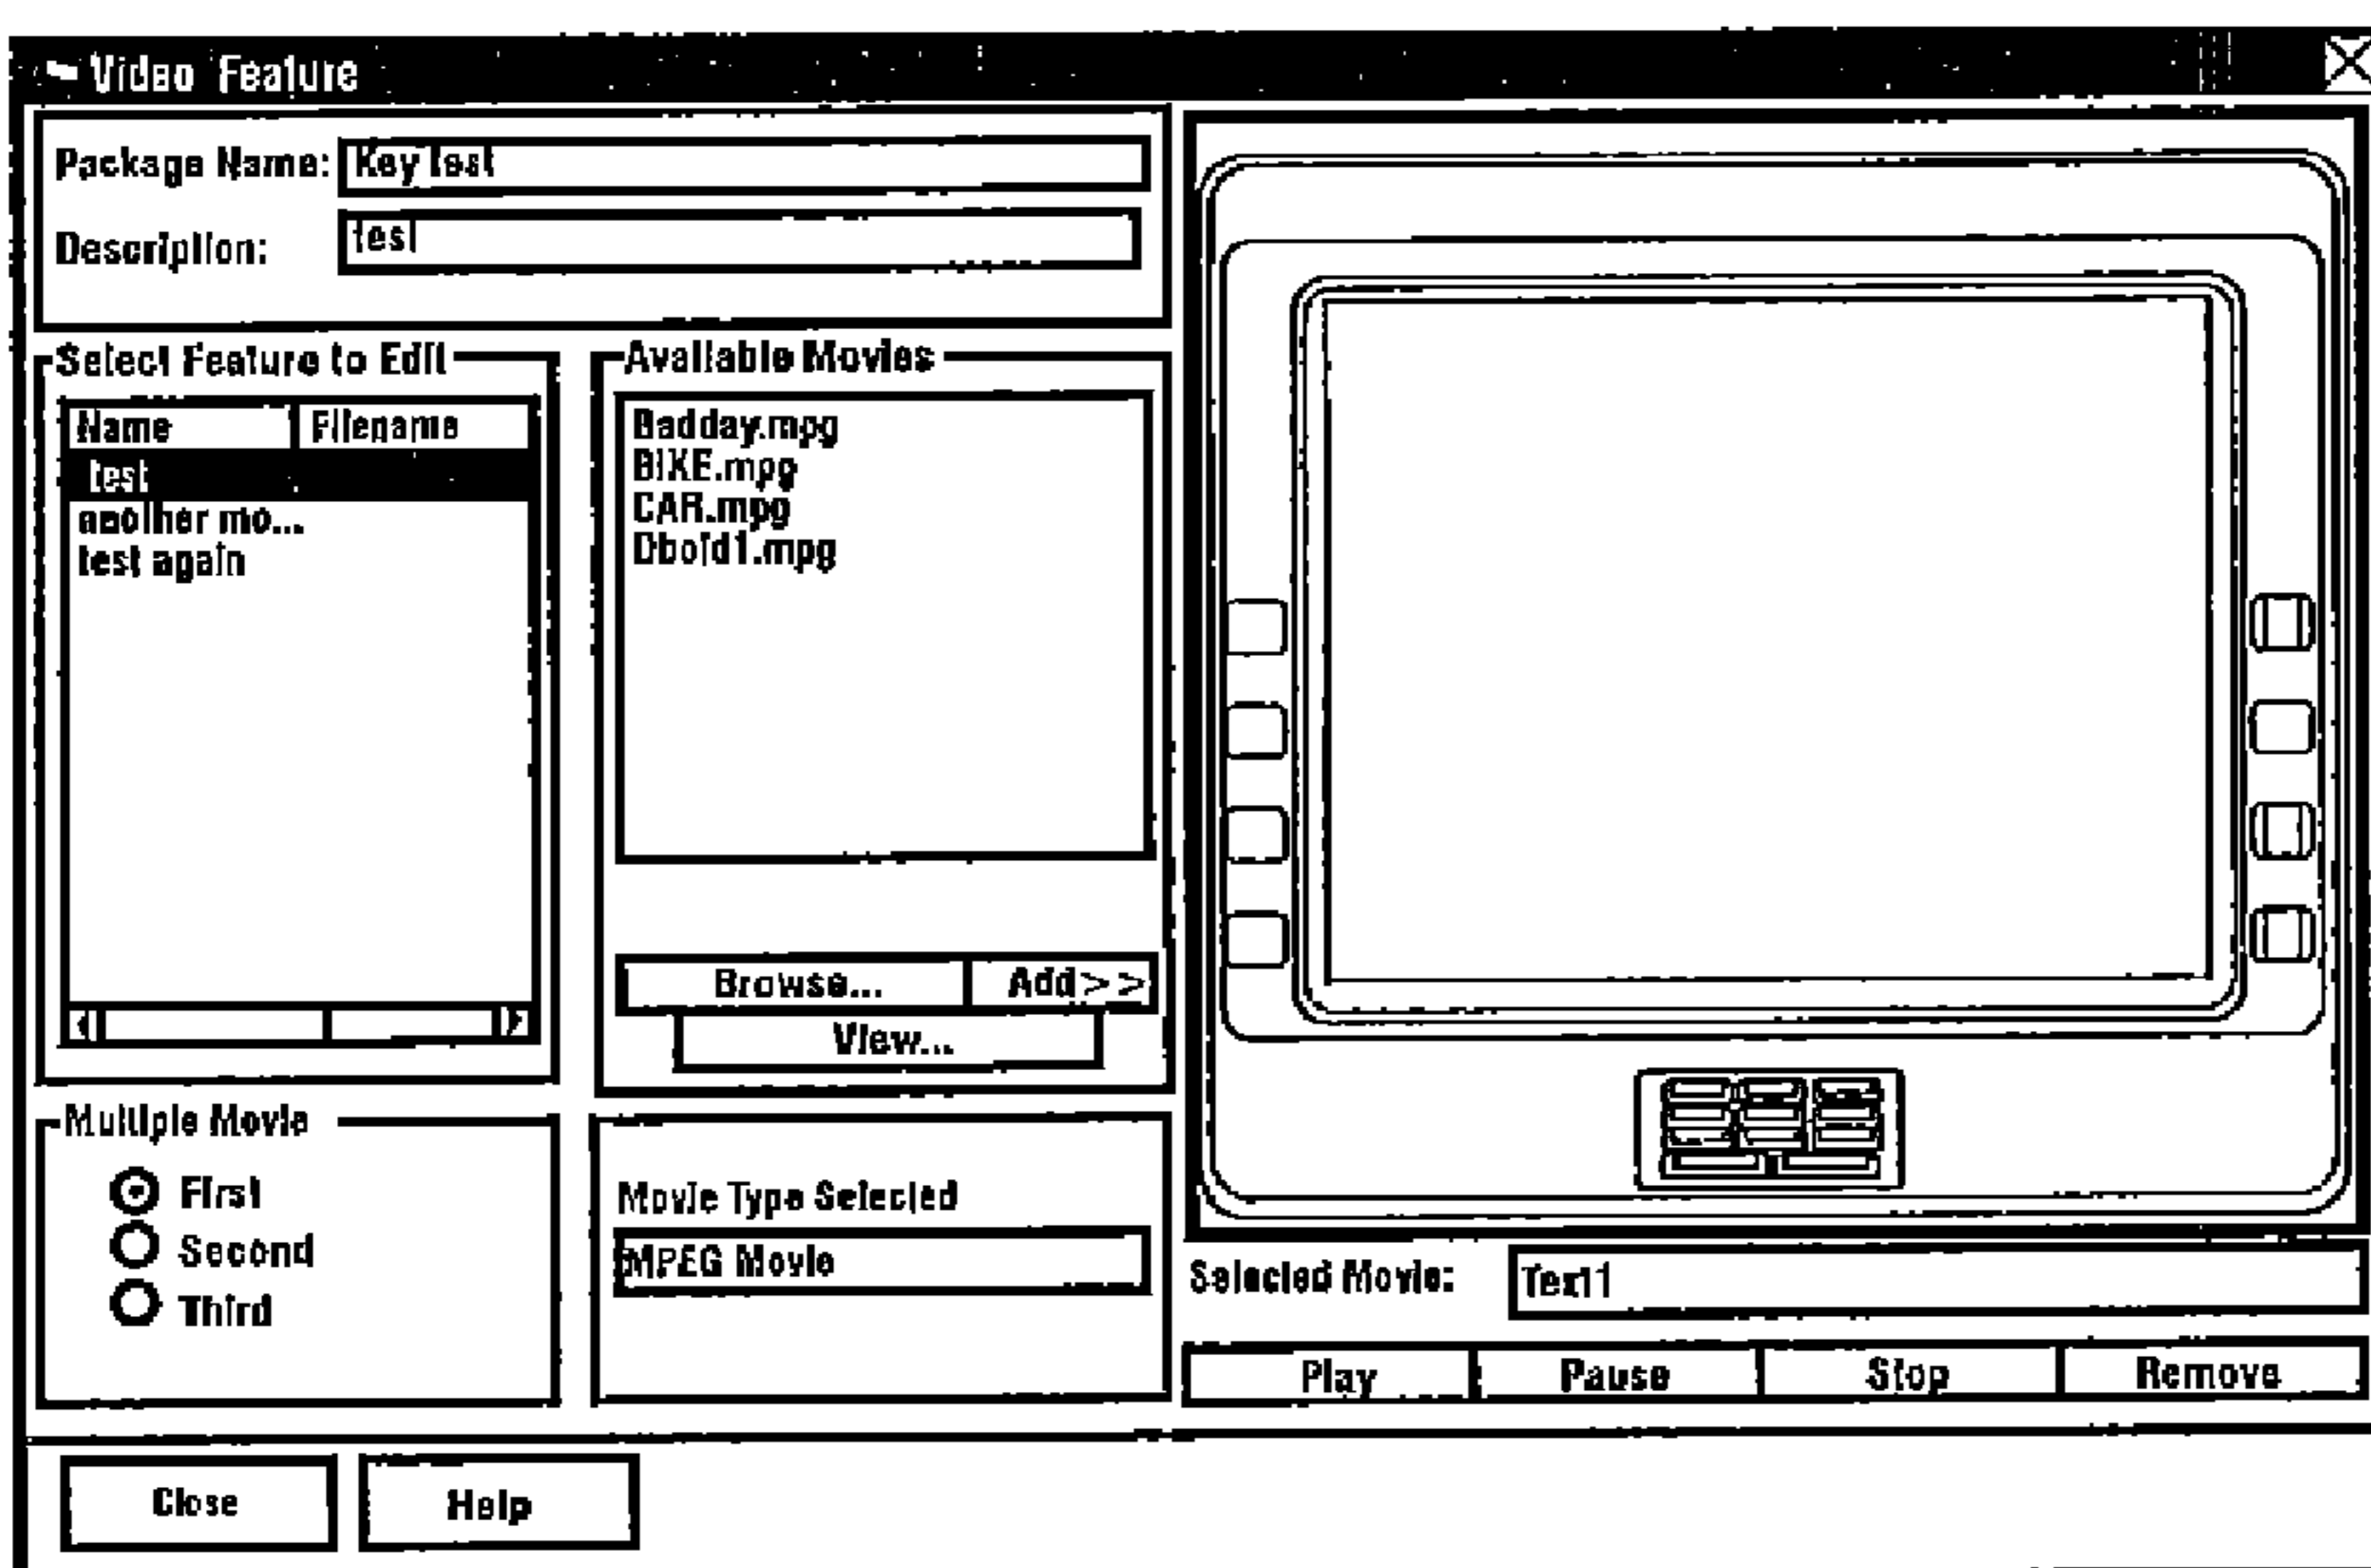 Video Feature
Package Name: Key test
Description: test
Select Feature to Edit
Name Filename
test
another mo...
test again
Available Movies
Badday.mpg
BIKE.mpg
CAR.mpg
Browse... Add>>
View...
Multiple Movie
First
Second
Third
Movie Type Selected
MPEG Movie
Selected Movie: Text1
Play Pause Stop Remove
Close Help